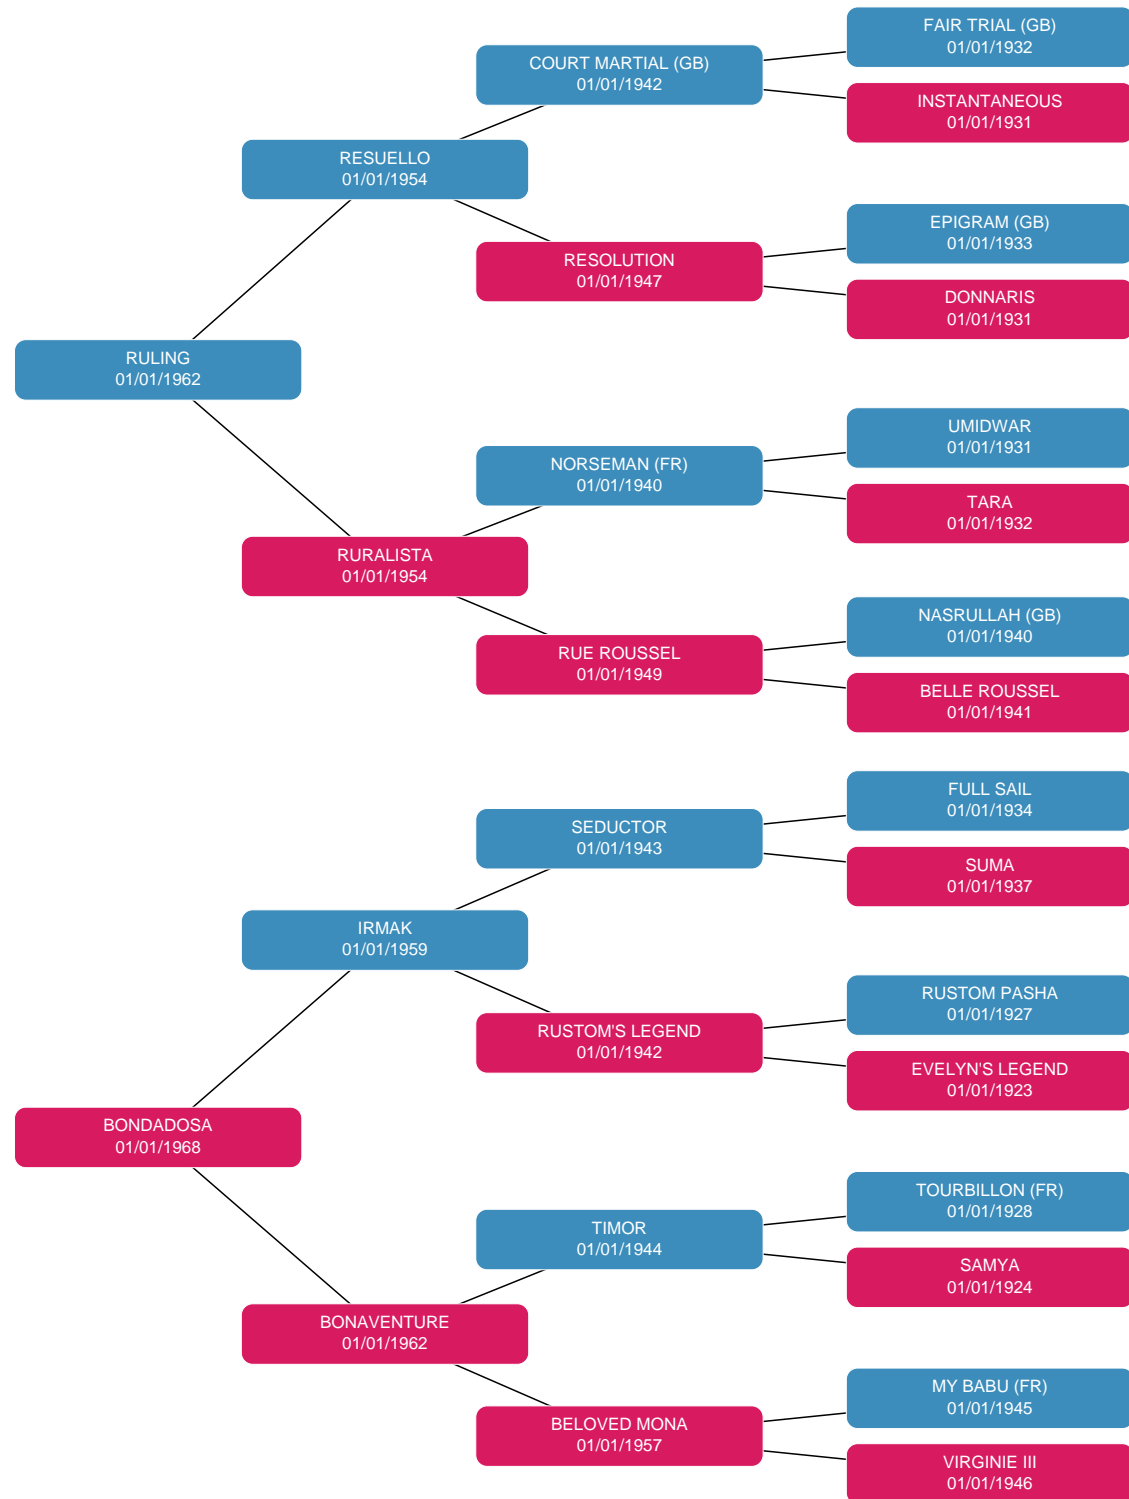 FAIR TRIAL (GB)
01/01/1932
COURT MARTIAL (GB)
01/01/1942
INSTANTANEOUS
01/01/1931
RESUELLO
01/01/1954
EPIGRAM (GB)
01/01/1933
RESOLUTION
01/01/1947
DONNARIS
01/01/1931
RULING
01/01/1962
UMIDWAR
01/01/1931
NORSEMAN (FR)
01/01/1940
TARA
01/01/1932
RURALISTA
01/01/1954
NASRULLAH (GB)
01/01/1940
RUE ROUSSEL
01/01/1949
BELLE ROUSSEL
01/01/1941
FULL SAIL
01/01/1934
SEDUCTOR
01/01/1943
SUMA
01/01/1937
IRMAK
01/01/1959
RUSTOM PASHA
01/01/1927
RUSTOM'S LEGEND
01/01/1942
EVELYN'S LEGEND
01/01/1923
BONDADOSA
01/01/1968
TOURBILLON (FR)
01/01/1928
TIMOR
01/01/1944
SAMYA
01/01/1924
BONAVENTURE
01/01/1962
MY BABU (FR)
01/01/1945
BELOVED MONA
01/01/1957
VIRGINIE III
01/01/1946